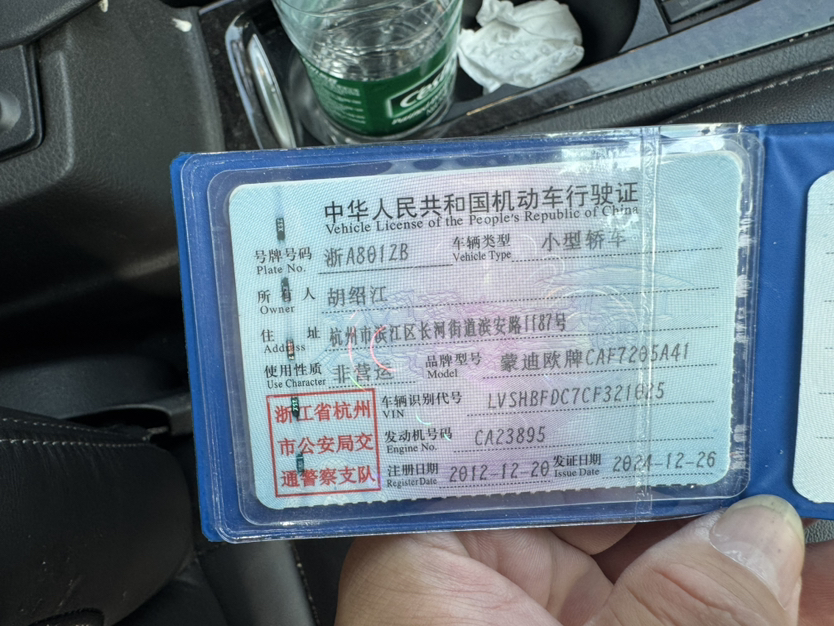 中华人民共和国机动车行驶证
Vehicle License of the People's Republic of China
号牌号码 浙A8012B 车辆类型 小型轿车
Plate No. Vehicle Type
所有人 胡绍江
Owner
住址 杭州市滨江区长河街道滨安路1187号
Address
使用性质 非营运 品牌型号 蒙迪欧牌CAF7205A41
Use Character Model
浙江省杭州
市公安局交
通警察支队
车辆识别代号 LVSHBFDC7CF321025
VIN
发动机号码 CA23895
Engine No.
注册日期 2012-12-20 发证日期 2024-12-26
Register Date Issue Date